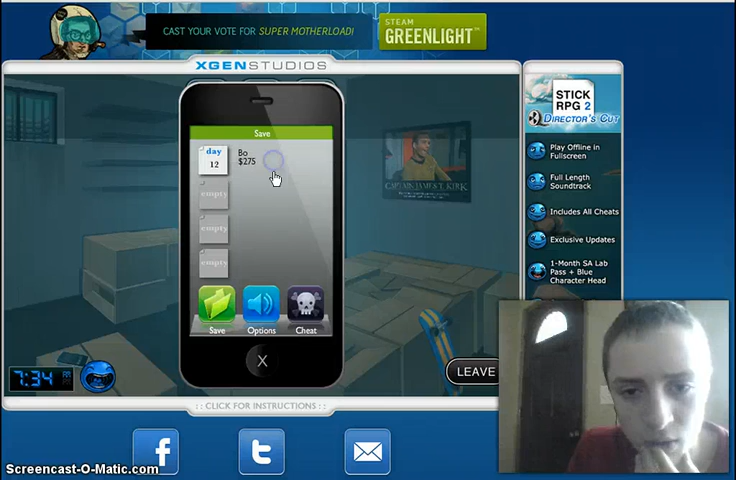 CAST YOUR VOTE FOR SUPER MOTHERLOAD!
STEAM
GREENLIGHT™
XGENSTUDIOS
Save
day
12
Bo
$275
empty
empty
empty
Save
Options
Cheat
X
CAPTAIN JAMES T. KIRK
7:34
LEAVE
:: CLICK FOR INSTRUCTIONS ::
STICK
RPG 2
DIRECTOR'S CUT
Play Offline in
Fullscreen
Full Length
Soundtrack
Includes All Cheats
Exclusive Updates
1-Month SA Lab
Pass + Blue
Character Head
Screencast-O-Matic.com